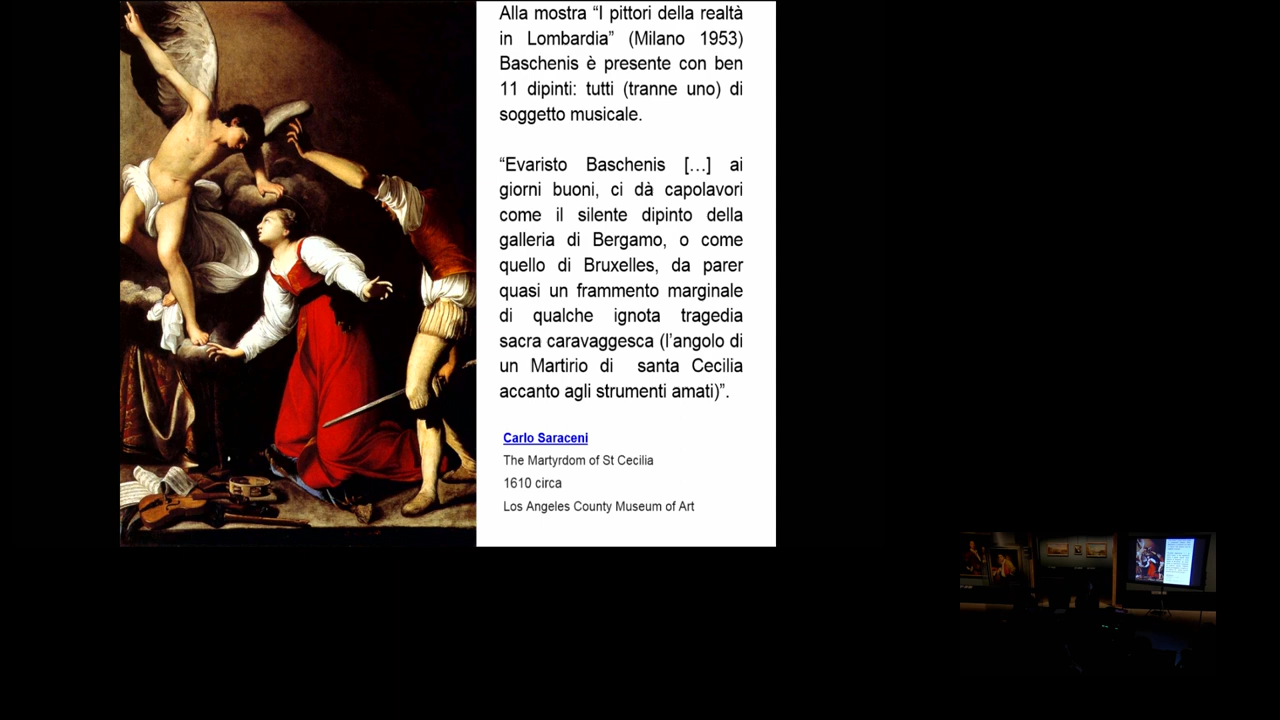 Alla mostra “I pittori della realtà
in Lombardia” (Milano 1953)
Baschenis è presente con ben
11 dipinti: tutti (tranne uno) di
soggetto musicale.
“Evaristo Baschenis [...] ai
giorni buoni, ci dà capolavori
come il silente dipinto della
galleria di Bergamo, o come
quello di Bruxelles, da parer
quasi un frammento marginale
di qualche ignota tragedia
sacra caravaggesca (l’angolo di
un Martirio di santa Cecilia
accanto agli strumenti amati)”.
Carlo Saraceni
The Martyrdom of St Cecilia
1610 circa
Los Angeles County Museum of Art